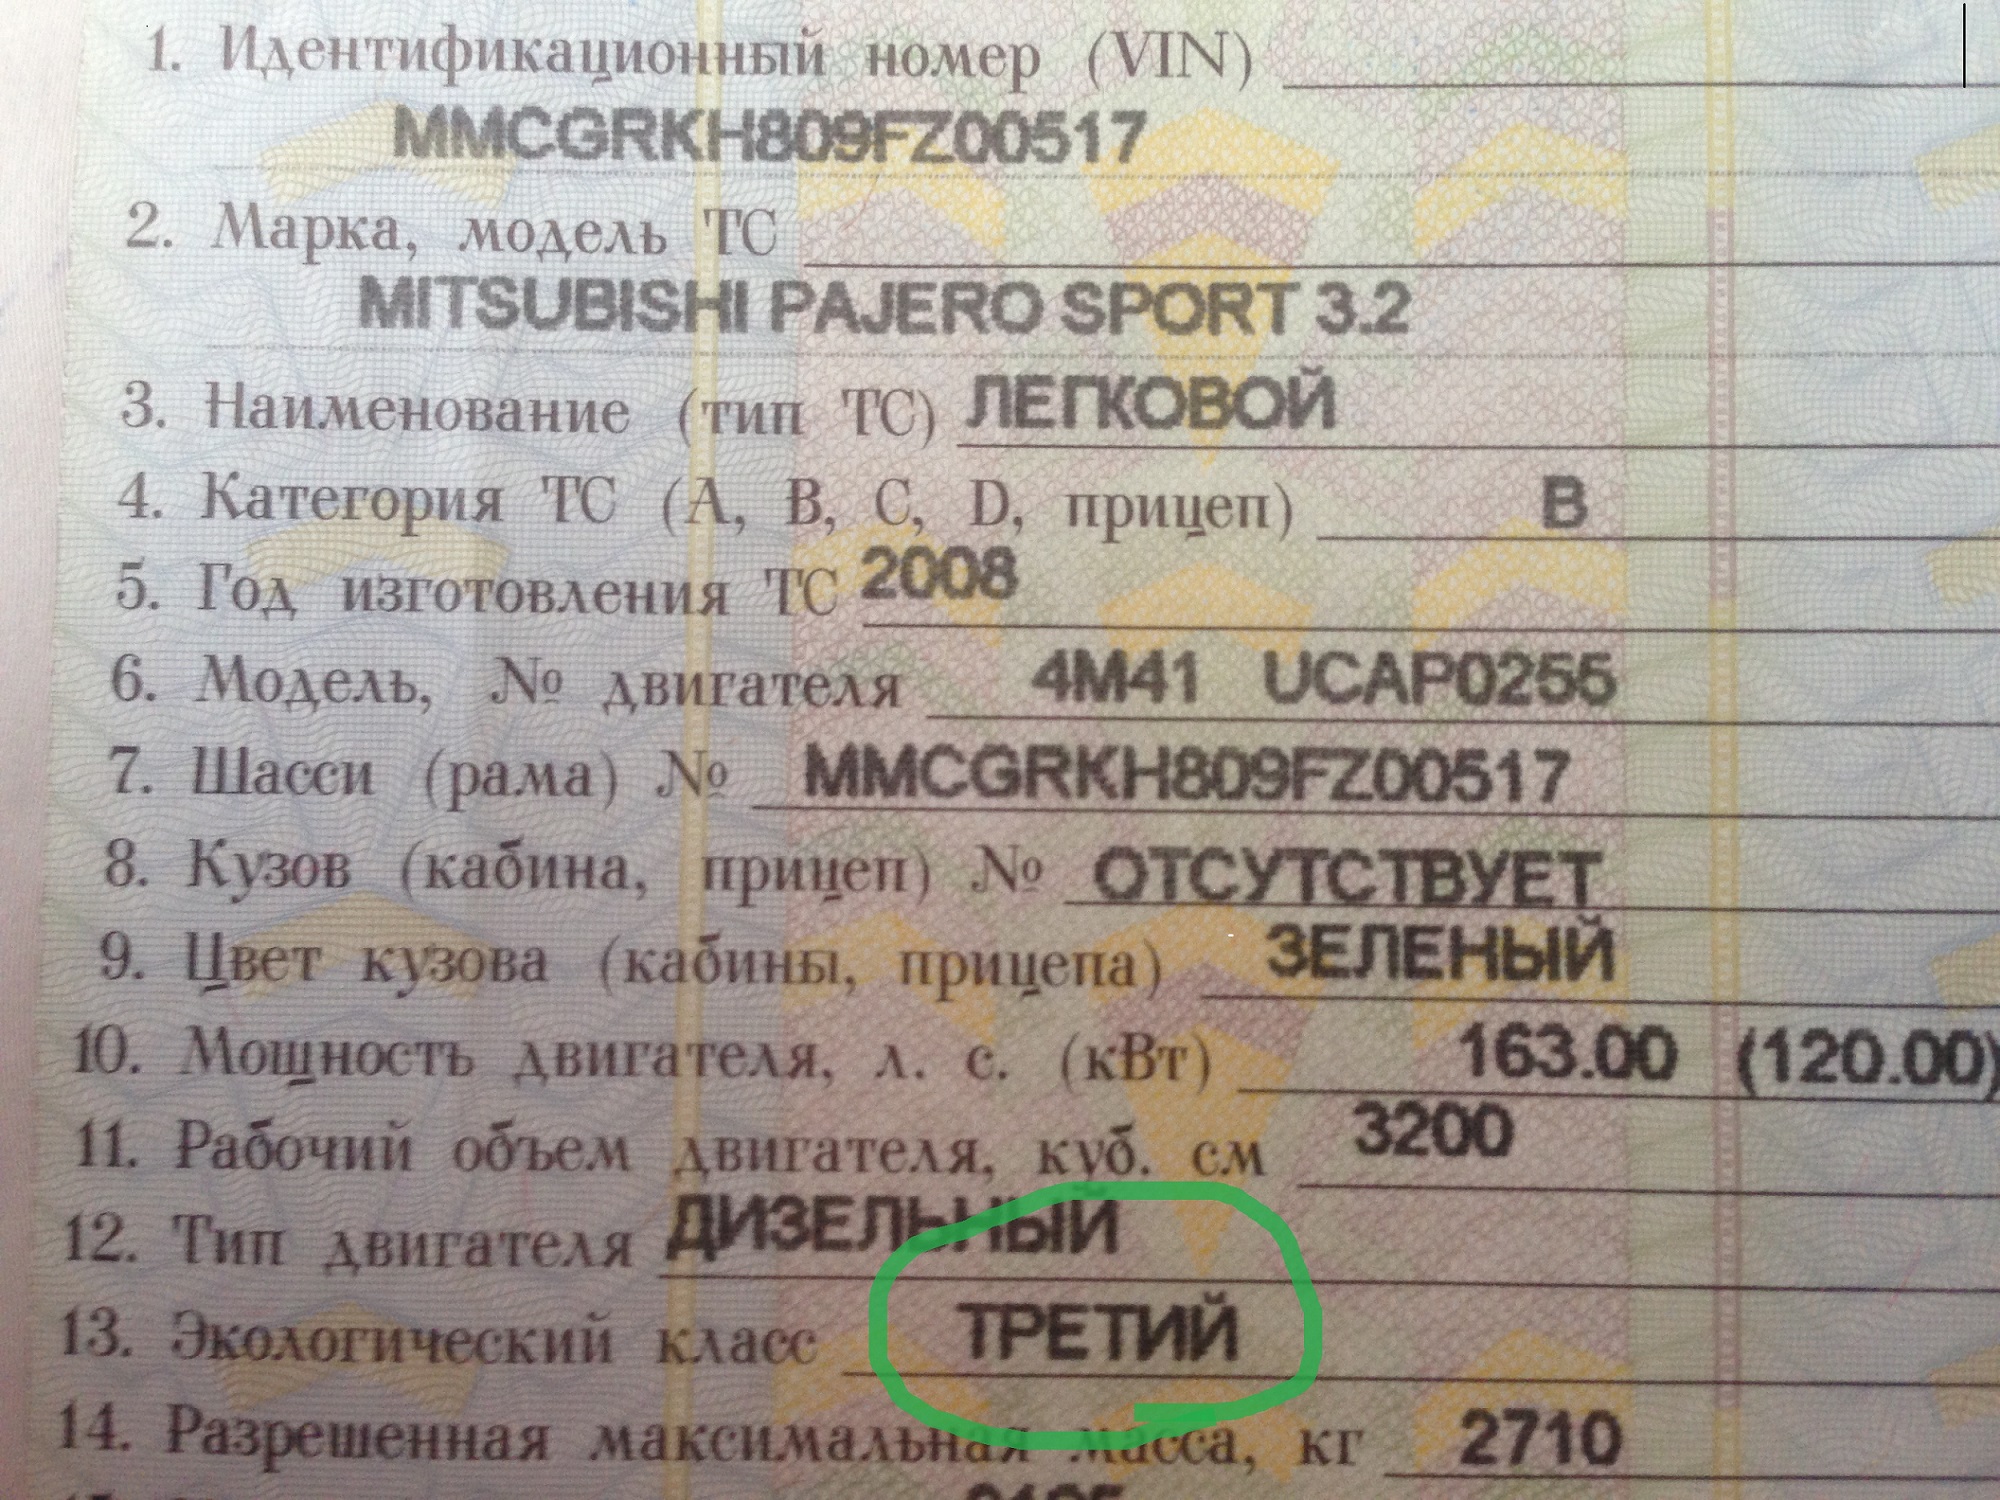 1. Идентификационный номер (VIN)
MMCGRKH809FZ00517
2. Марка, модель ТС
MITSUBISHI PAJERO SPORT 3.2
3. Наименование (тип ТС) ЛЕГКОВОЙ
4. Категория ТС (A, B, C, D, прицеп) B
5. Год изготовления ТС 2008
6. Модель, № двигателя 4M41 UCAP0255
7. Шасси (рама) № MMCGRKH809FZ00517
8. Кузов (кабина, прицеп) № ОТСУТСТВУЕТ
9. Цвет кузова (кабины, прицепа) ЗЕЛЕНЫЙ
10. Мощность двигателя, л. с. (кВт) 163.00 (120.00)
11. Рабочий объем двигателя, куб. см 3200
12. Тип двигателя ДИЗЕЛЬНЫЙ
13. Экологический класс ТРЕТИЙ
14. Разрешенная максимальная масса, кг 2710